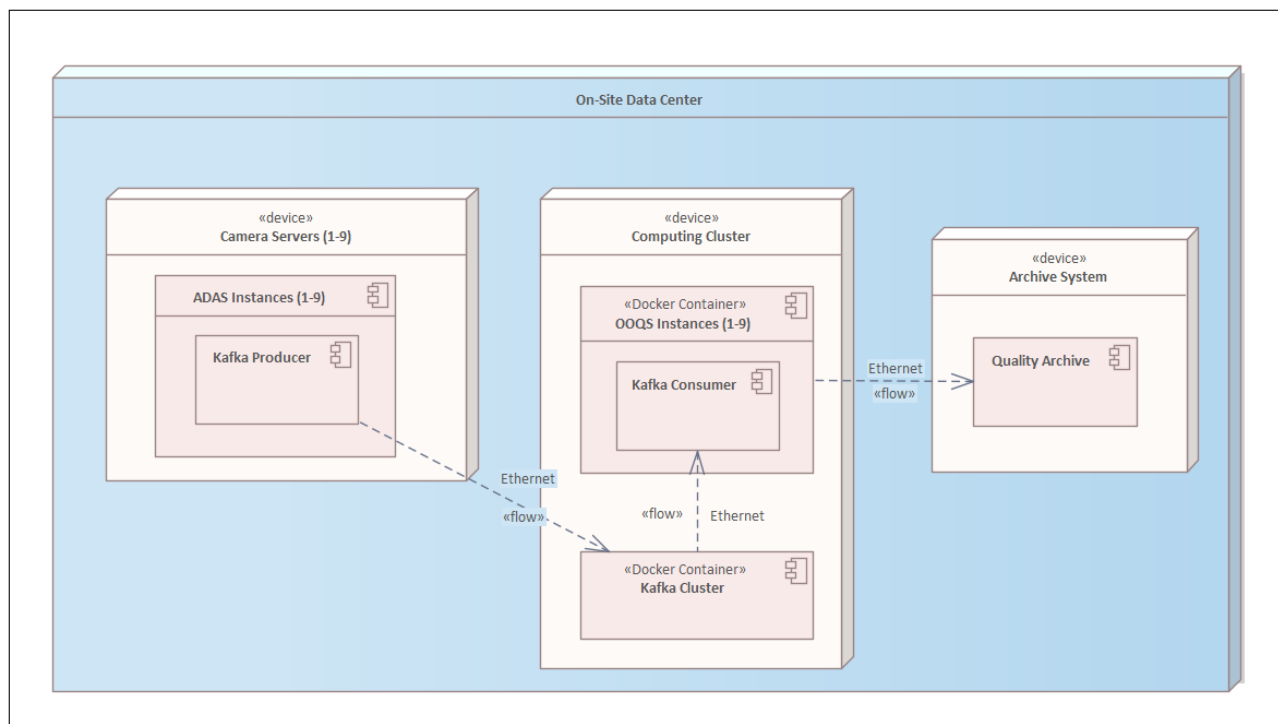 On-Site Data Center
«device»
Camera Servers (1-9)
ADAS Instances (1-9)
Kafka Producer
Ethernet
«flow»
«device»
Computing Cluster
«Docker Container»
OOQS Instances (1-9)
Kafka Consumer
«flow»
Ethernet
«Docker Container»
Kafka Cluster
Ethernet
«flow»
«device»
Archive System
Quality Archive